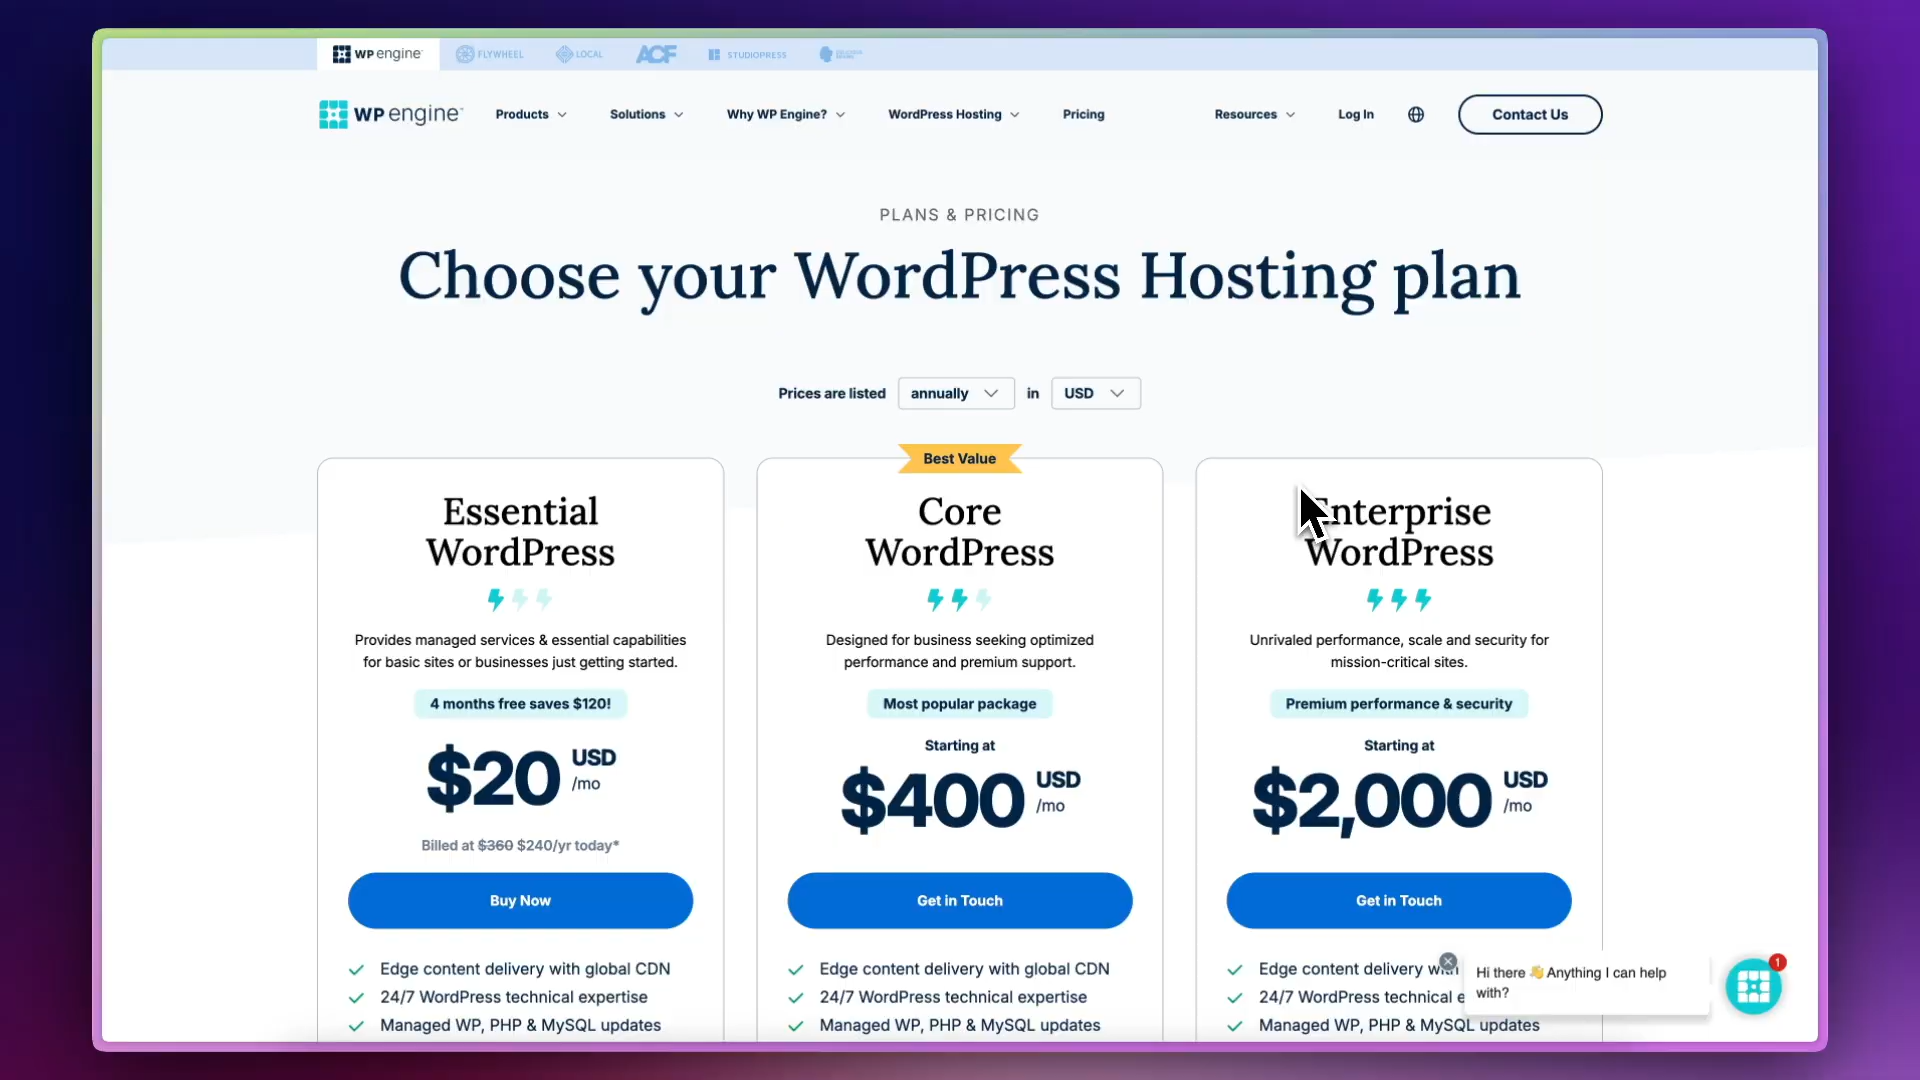 WP engine
FLYWHEEL
LOCAL
ACF
STUDIOPRESS
WP engine™
Products
Solutions
Why WP Engine?
WordPress Hosting
Pricing
Resources
Log In
Contact Us
PLANS & PRICING
Choose your WordPress Hosting plan
Prices are listed
annually
in
USD
Best Value
Essential
WordPress
Provides managed services & essential capabilities
for basic sites or businesses just getting started.
4 months free saves $120!
$20 USD
/mo
Billed at $360 $240/yr today*
Buy Now
Edge content delivery with global CDN
24/7 WordPress technical expertise
Managed WP, PHP & MySQL updates
Core
WordPress
Designed for business seeking optimized
performance and premium support.
Most popular package
Starting at
$400 USD
/mo
Get in Touch
Edge content delivery with global CDN
24/7 WordPress technical expertise
Managed WP, PHP & MySQL updates
Enterprise
WordPress
Unrivaled performance, scale and security for
mission-critical sites.
Premium performance & security
Starting at
$2,000 USD
/mo
Get in Touch
Edge content delivery
24/7 WordPress technical
Managed WP, PHP & MySQL updates
Hi there 👋 Anything I can help
with?
1